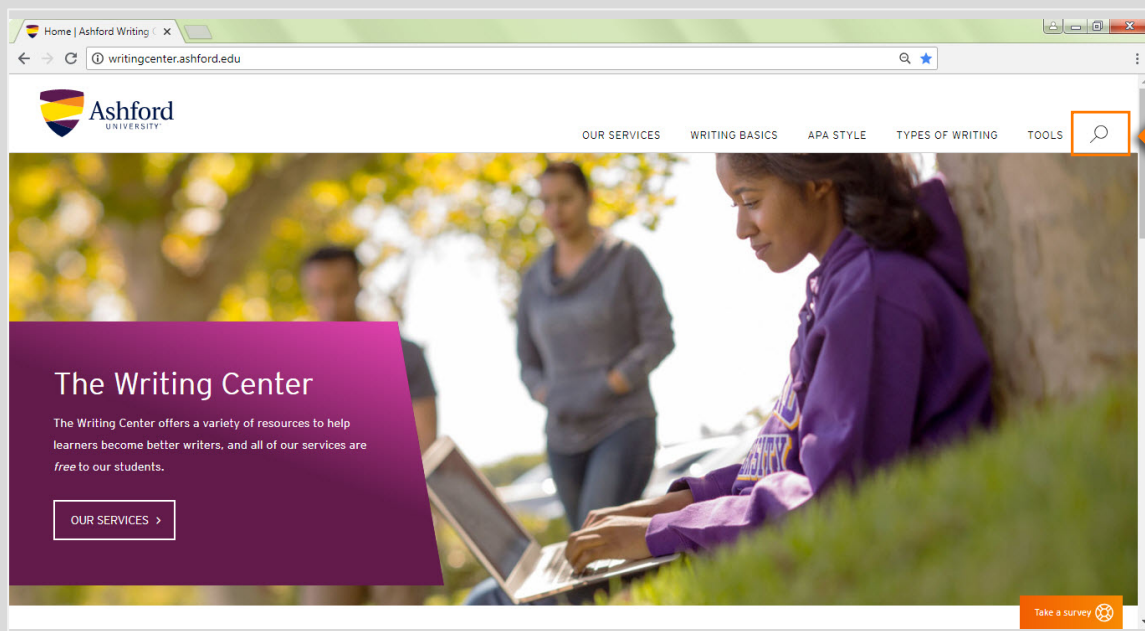 Home | Ashford Writing C
writingcenter.ashford.edu
Ashford
UNIVERSITY
OUR SERVICES WRITING BASICS APA STYLE TYPES OF WRITING TOOLS
The Writing Center
The Writing Center offers a variety of resources to help
learners become better writers, and all of our services are
free to our students.
OUR SERVICES >
Take a survey